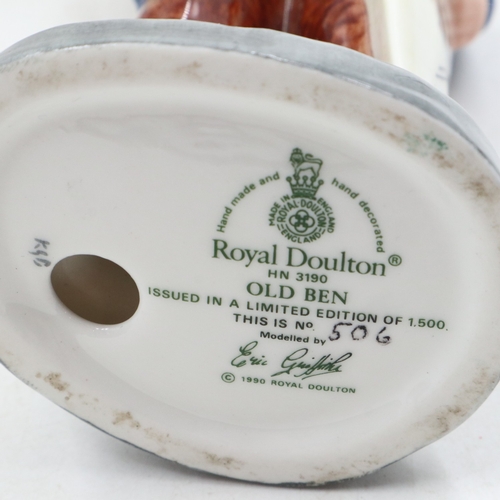 Hand made and hand decorated
MADE IN ENGLAND
ROYAL·DOULTON
ENGLAND
Royal Doulton®
HN 3190
OLD BEN
ISSUED IN A LIMITED EDITION OF 1,500.
THIS IS Nº. 506
Modelled by
Eric Griffiths
© 1990 ROYAL DOULTON